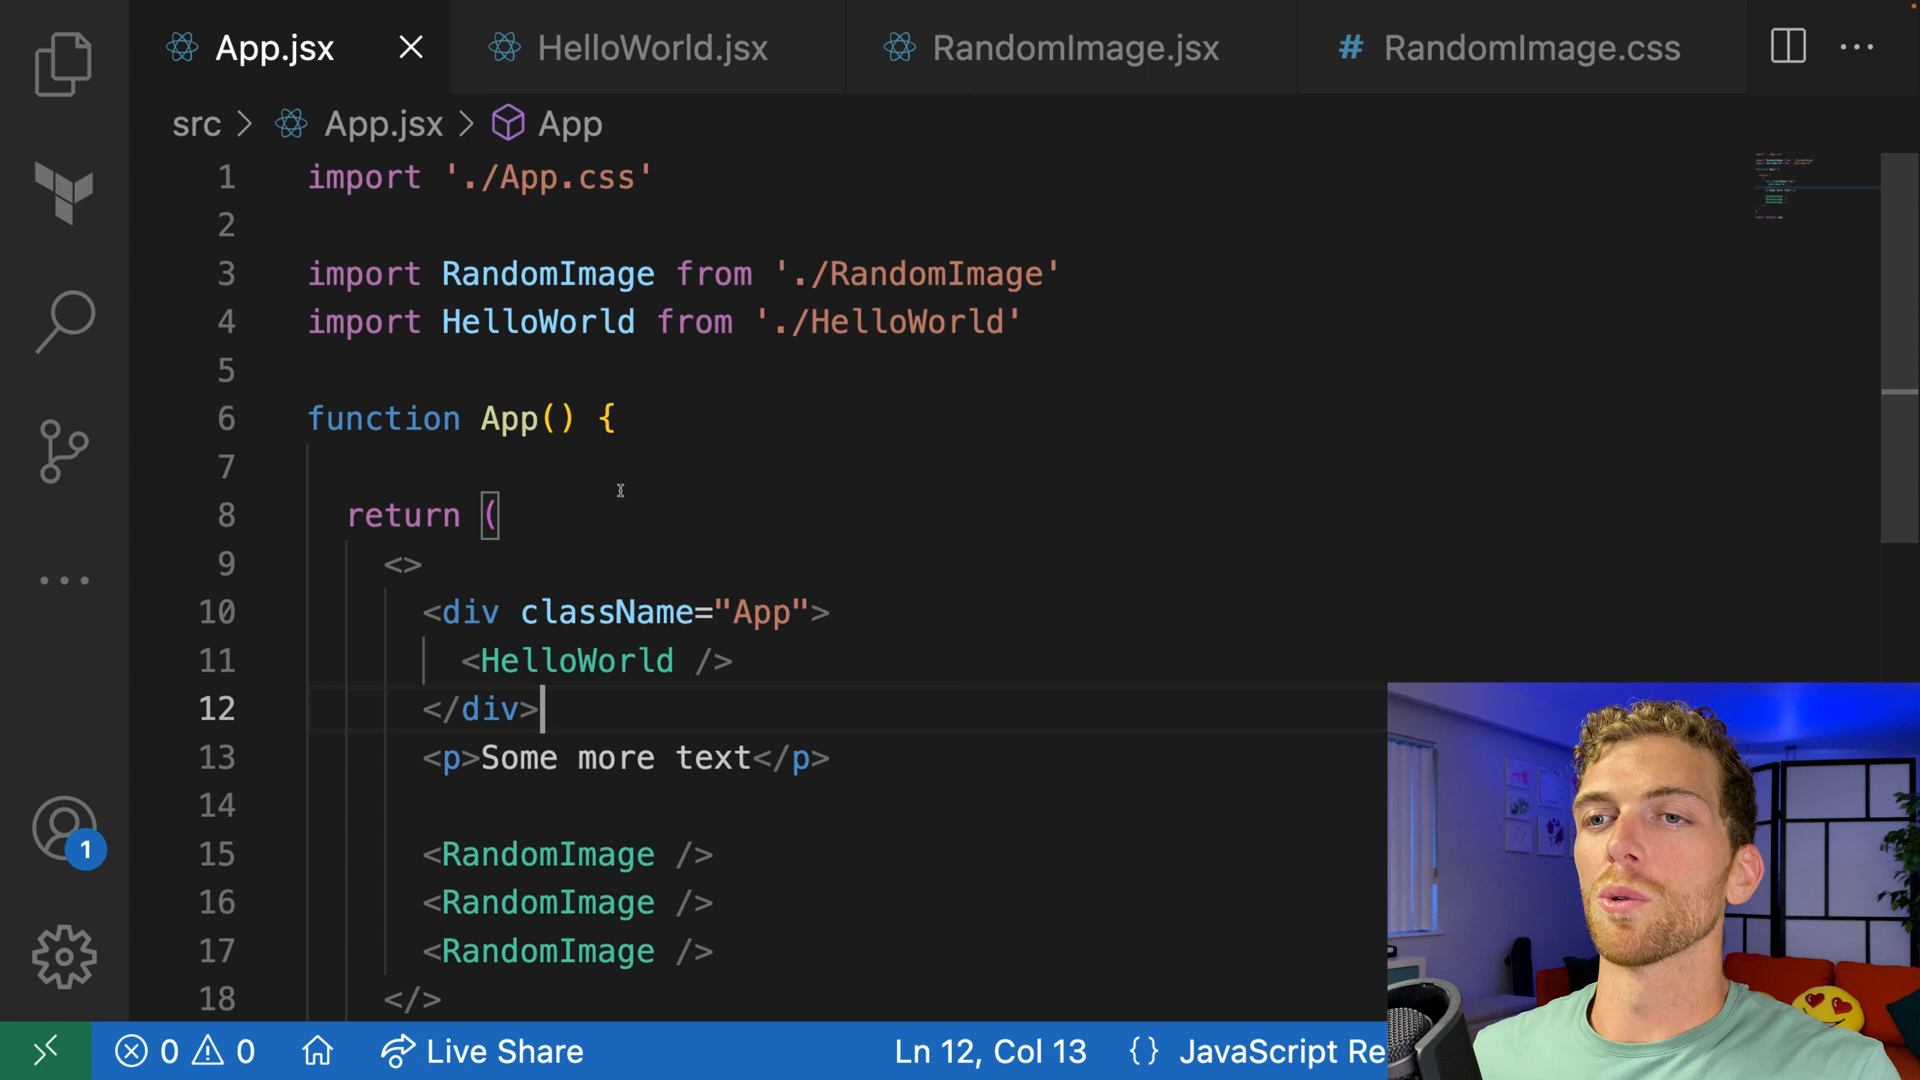 App.jsx HelloWorld.jsx RandomImage.jsx # RandomImage.css
src > App.jsx > App
1 import './App.css'
2
3 import RandomImage from './RandomImage'
4 import HelloWorld from './HelloWorld'
5
6 function App() {
7
8 return (
9 <>
10 <div className="App">
11 <HelloWorld />
12 </div>
13 <p>Some more text</p>
14
15 <RandomImage />
16 <RandomImage />
17 <RandomImage />
18 </>
1
0 0 Live Share Ln 12, Col 13 {} JavaScript Re